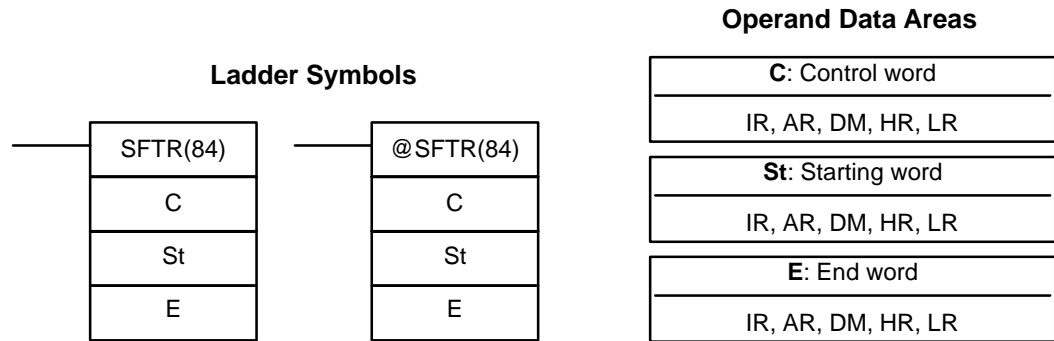 Ladder Symbols
SFTR(84)
C
St
E
@SFTR(84)
C
St
E
Operand Data Areas
C: Control word
IR, AR, DM, HR, LR
St: Starting word
IR, AR, DM, HR, LR
E: End word
IR, AR, DM, HR, LR